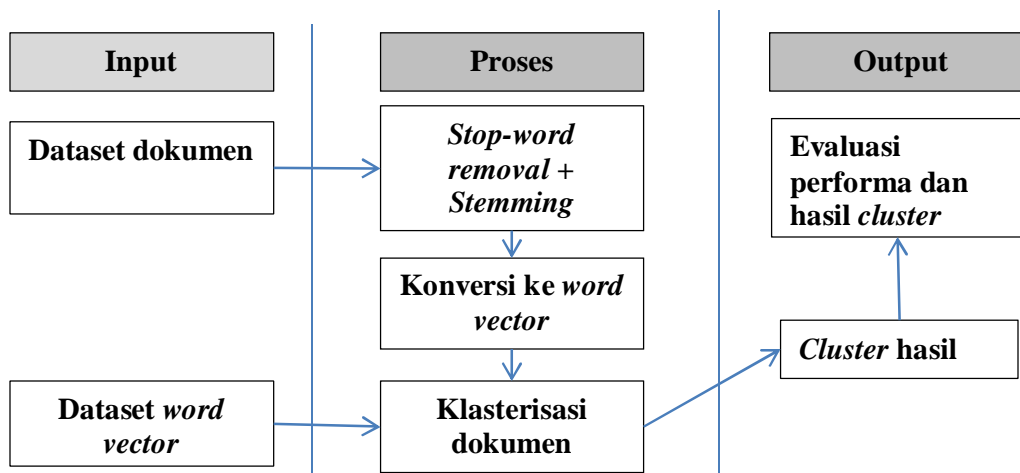 Input
Proses
Output
Dataset dokumen
Stop-word
removal +
Stemming
Evaluasi
performa dan
hasil cluster
Konversi ke word
vector
Cluster hasil
Dataset word
vector
Klasterisasi
dokumen